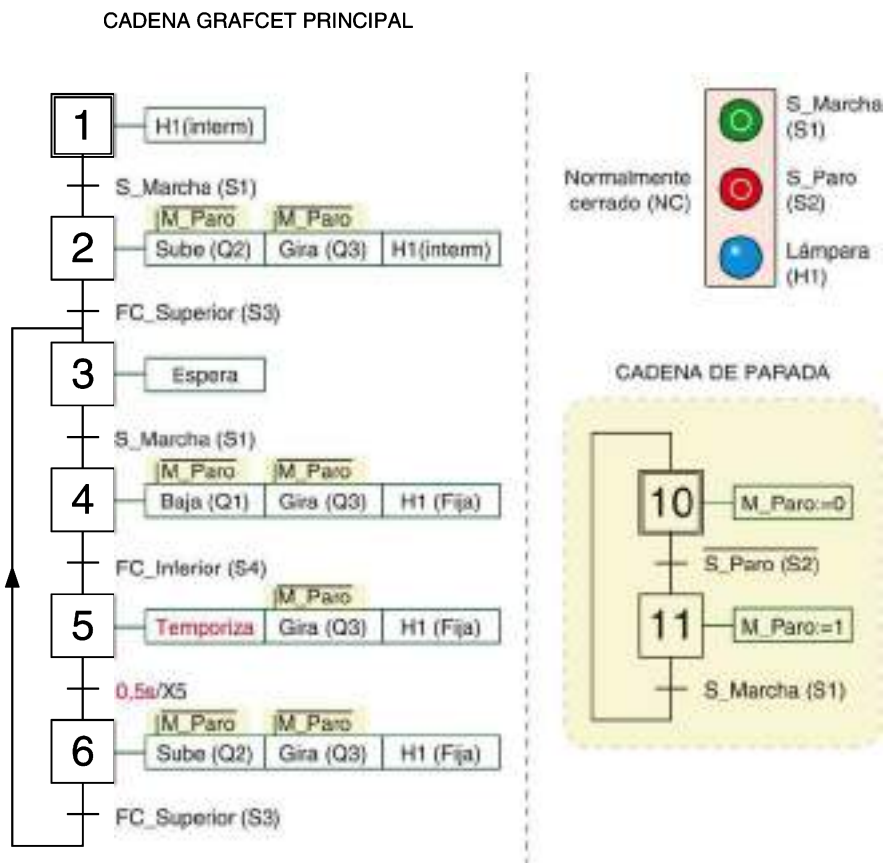 CADENA GRAFCET PRINCIPAL
1
H1(interm)
S_Marcha (S1)
M_Paro M_Paro
2
Sube (Q2) Gira (Q3) H1(interm)
FC_Superior (S3)
3
Espera
S_Marcha (S1)
M_Paro M_Paro
4
Baja (Q1) Gira (Q3) H1 (Fija)
FC_Inferior (S4)
M_Paro
5
Temporiza Gira (Q3) H1 (Fija)
0,5s/X5
M_Paro M_Paro
6
Sube (Q2) Gira (Q3) H1 (Fija)
FC_Superior (S3)
S_Marcha
(S1)
Normalmente
cerrado (NC)
S_Paro
(S2)
Lámpara
(H1)
CADENA DE PARADA
10
M_Paro:=0
S_Paro (S2)
11
M_Paro:=1
S_Marcha (S1)